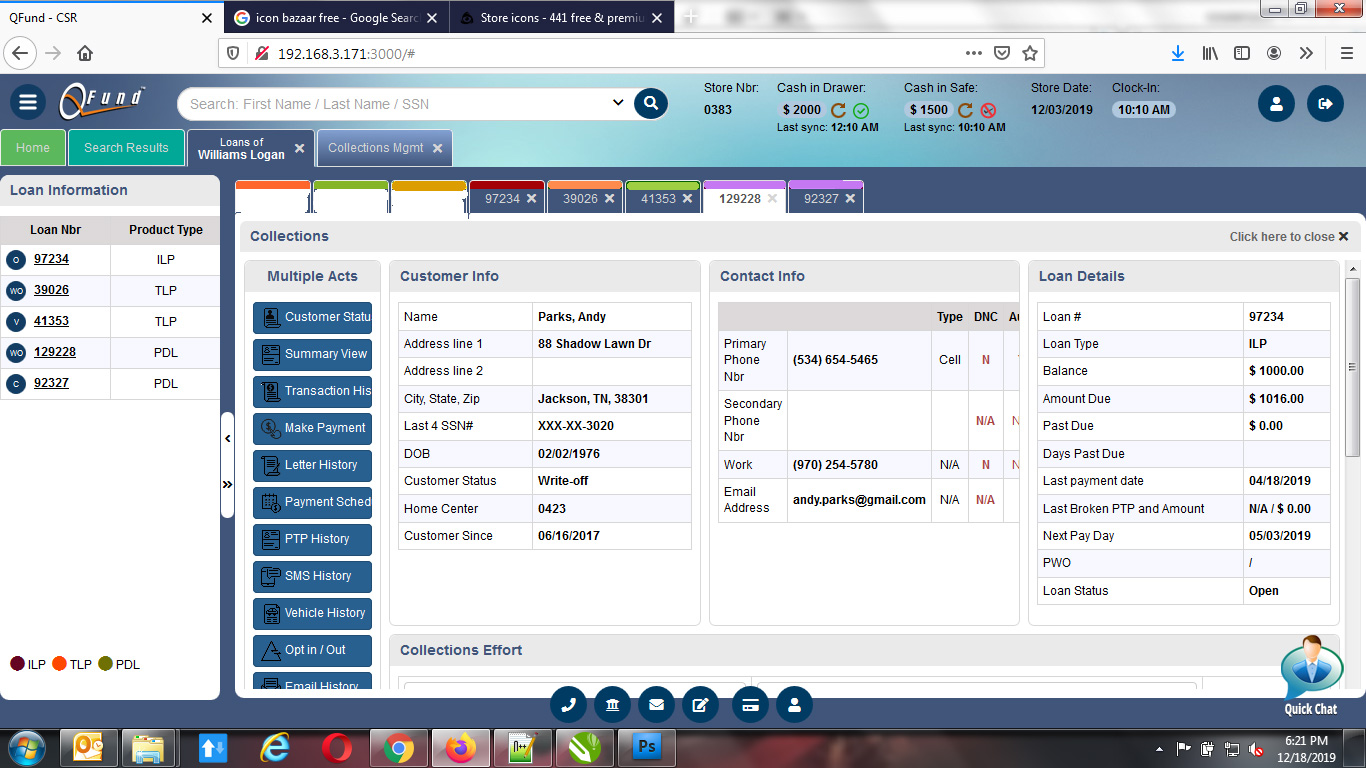 QFund - CSR
icon bazaar free - Google Searc
Store icons - 441 free & premiu
192.168.3.171:3000/#
QFund
Search: First Name / Last Name / SSN
Store Nbr:
0383
Cash in Drawer:
$ 2000
Last sync: 12:10 AM
Cash in Safe:
$ 1500
Last sync: 10:10 AM
Store Date:
12/03/2019
Clock-In:
10:10 AM
Home
Search Results
Loans of
Williams Logan
Collections Mgmt
Loan Information
97234
39026
41353
129228
92327
Loan Nbr Product Type
O 97234 ILP
WO 39026 TLP
V 41353 TLP
WO 129228 PDL
C 92327 PDL
ILP TLP PDL
Collections
Click here to close
Multiple Acts
Customer Statu
Summary View
Transaction His
Make Payment
Letter History
Payment Sched
PTP History
SMS History
Vehicle History
Opt in / Out
Email History
Customer Info
Name Parks, Andy
Address line 1 88 Shadow Lawn Dr
Address line 2
City, State, Zip Jackson, TN, 38301
Last 4 SSN# XXX-XX-3020
DOB 02/02/1976
Customer Status Write-off
Home Center 0423
Customer Since 06/16/2017
Contact Info
Type DNC Au
Primary
Phone
Nbr
(534) 654-5465 Cell N
Secondary
Phone
Nbr
N/A N
Work (970) 254-5780 N/A N N
Email
Address
andy.parks@gmail.com N/A N/A
Loan Details
Loan # 97234
Loan Type ILP
Balance $ 1000.00
Amount Due $ 1016.00
Past Due $ 0.00
Days Past Due
Last payment date 04/18/2019
Last Broken PTP and Amount N/A / $ 0.00
Next Pay Day 05/03/2019
PWO /
Loan Status Open
Collections Effort
Quick Chat
Ps
6:21 PM
12/18/2019